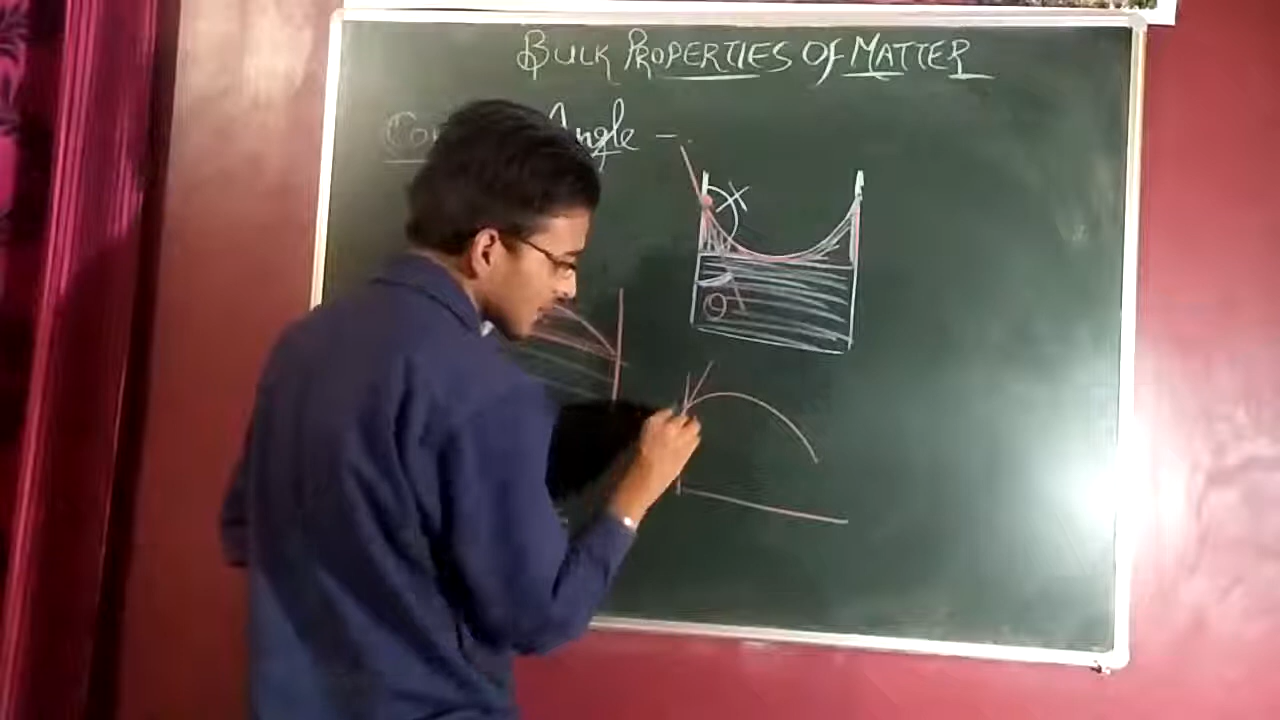 BULK PROPERTIES OF MATTER
Angle -
θ